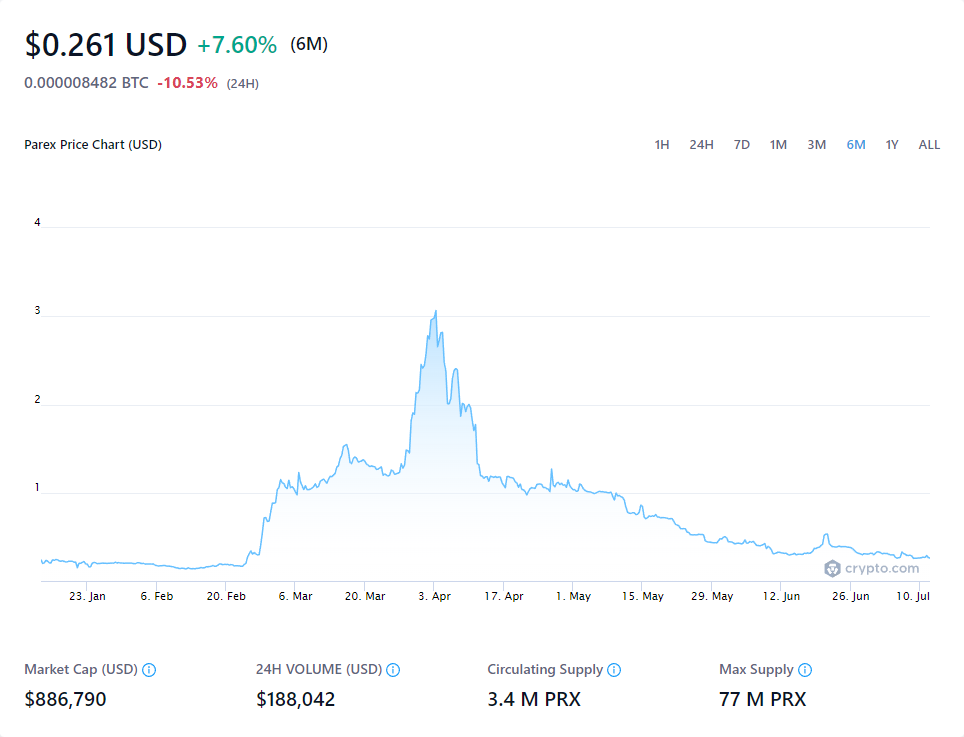 $0.261 USD +7.60% (6M)
0.000008482 BTC -10.53% (24H)
Parex Price Chart (USD) 1H 24H 7D 1M 3M 6M 1Y ALL
4
3
2
1
crypto.com
23. Jan 6. Feb 20. Feb 6. Mar 20. Mar 3. Apr 17. Apr 1. May 15. May 29. May 12. Jun 26. Jun 10. Jul
Market Cap (USD) 24H VOLUME (USD) Circulating Supply Max Supply
$886,790 $188,042 3.4 M PRX 77 M PRX